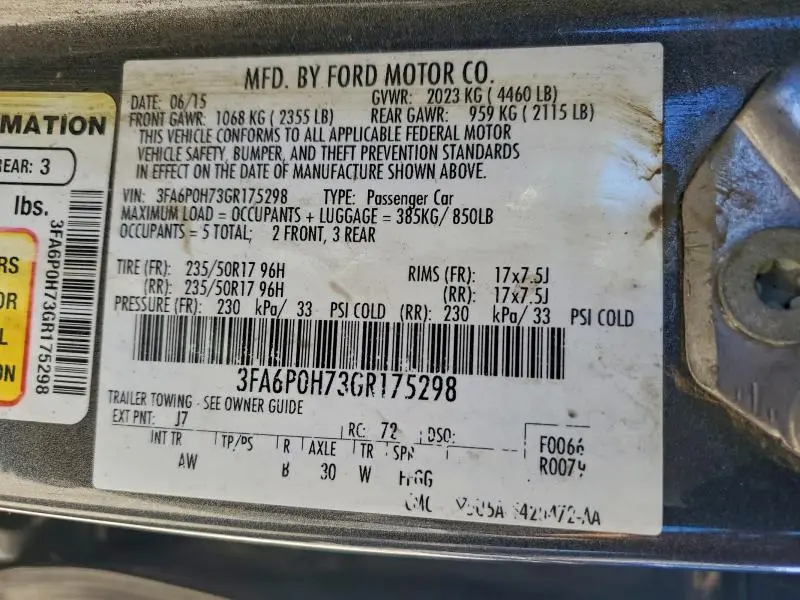 MFD. BY FORD MOTOR CO.
DATE: 06/15 GVWR: 2023 KG ( 4460 LB)
FRONT GAWR: 1068 KG ( 2355 LB) REAR GAWR: 959 KG ( 2115 LB)
THIS VEHICLE CONFORMS TO ALL APPLICABLE FEDERAL MOTOR
VEHICLE SAFETY, BUMPER, AND THEFT PREVENTION STANDARDS
IN EFFECT ON THE DATE OF MANUFACTURE SHOWN ABOVE.
VIN: 3FA6P0H73GR175298 TYPE: Passenger Car
MAXIMUM LOAD = OCCUPANTS + LUGGAGE = 385KG/ 850LB
OCCUPANTS = 5 TOTAL; 2 FRONT, 3 REAR
TIRE (FR): 235/50R17 96H RIMS (FR): 17x7.5J
(RR): 235/50R17 96H (RR): 17x7.5J
PRESSURE (FR): 230 kPa/ 33 PSI COLD (RR): 230 kPa/ 33 PSI COLD
3FA6P0H73GR175298
TRAILER TOWING - SEE OWNER GUIDE
EXT PNT: J7 RC: 72 DSO:
INT TR TP/PS R AXLE TR SPR F0066
AW B 30 W R0074
MATION
REAR: 3
lbs.
3FA6P0H73GR175298
RS
OR
L
ON